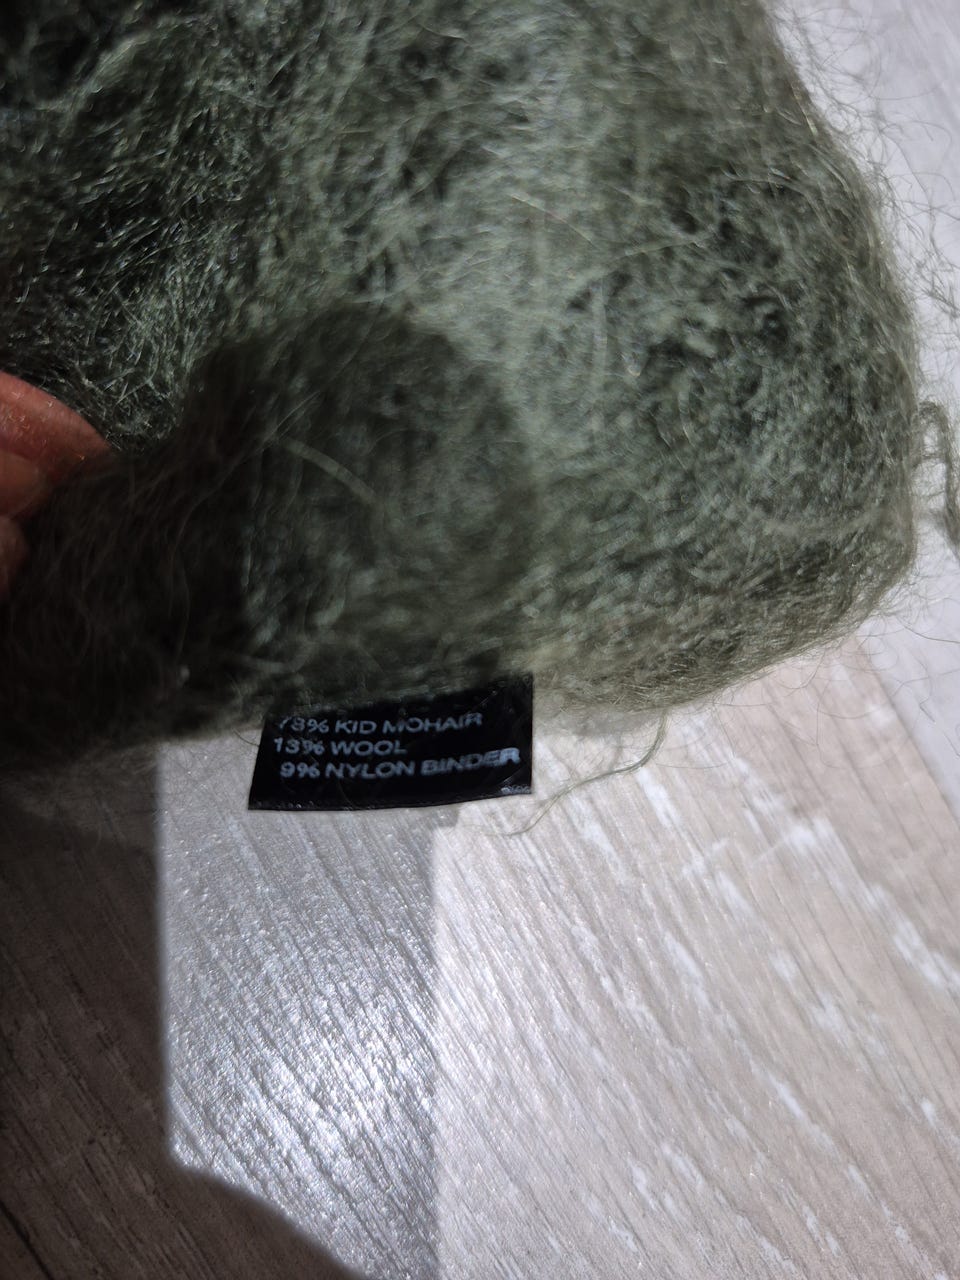 78% KID MOHAIR
13% WOOL
9% NYLON BINDER